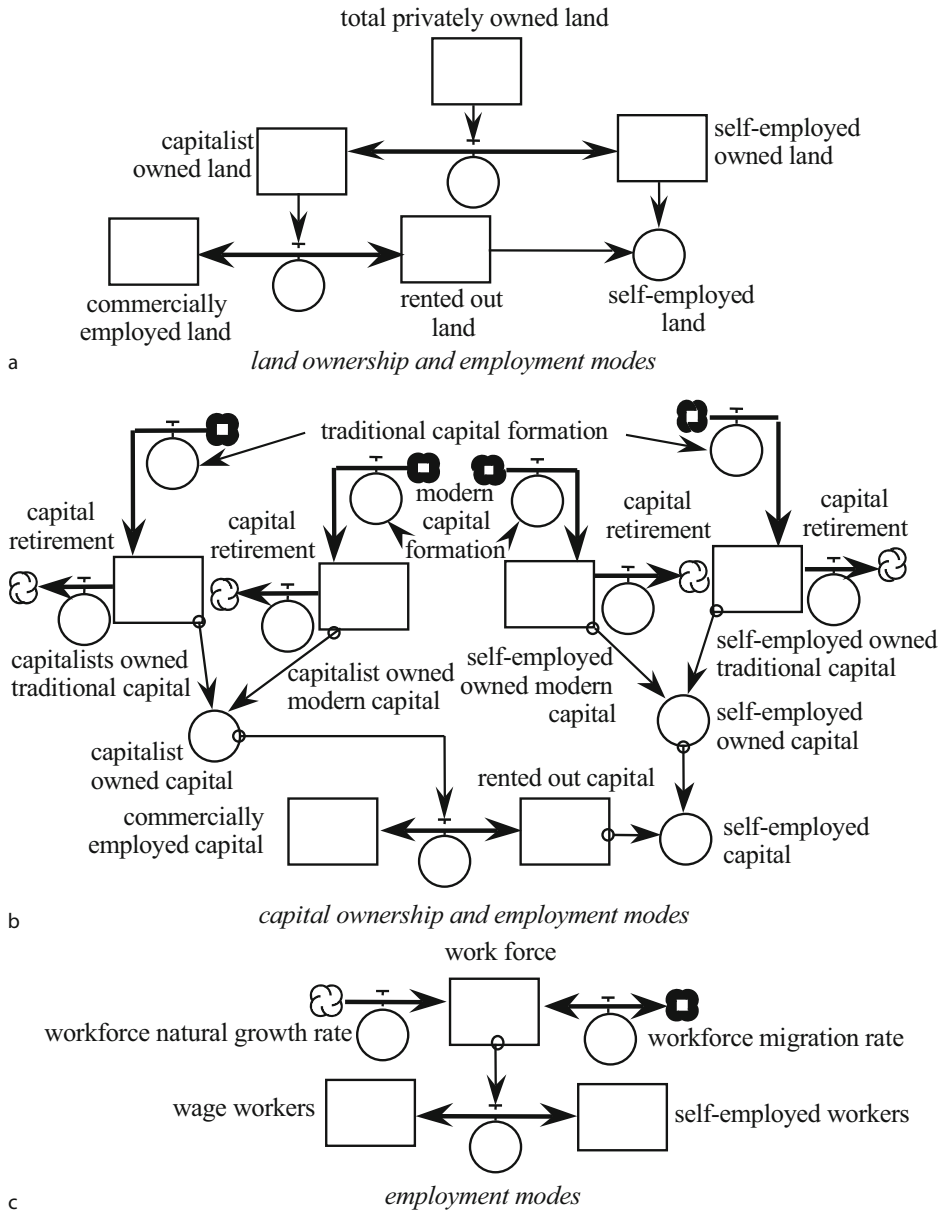 total privately owned land
capitalist
owned land
self-employed
owned land
commercially
employed land
rented out
land
self-employed
land
a
land ownership and employment modes
traditional capital formation
capital
retirement
capital
retirement
modern
capital
formation
capital
retirement
capital
retirement
capitalists owned
traditional capital
capitalist owned
modern capital
self-employed
owned modern
capital
self-employed owned
traditional capital
capitalist
owned capital
self-employed
owned capital
rented out capital
commercially
employed capital
self-employed
capital
b
capital ownership and employment modes
work force
workforce natural growth rate
workforce migration rate
wage workers
self-employed workers
c
employment modes